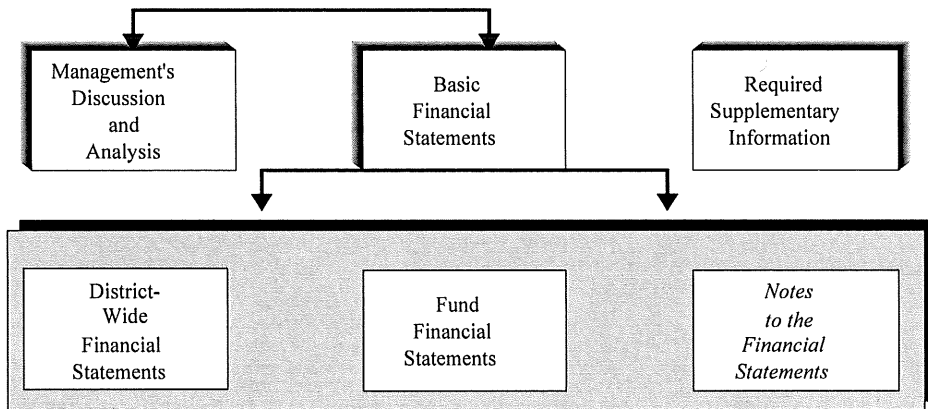 Management's
Discussion
and
Analysis
Basic
Financial
Statements
Required
Supplementary
Information
District-
Wide
Financial
Statements
Fund
Financial
Statements
Notes
to the
Financial
Statements